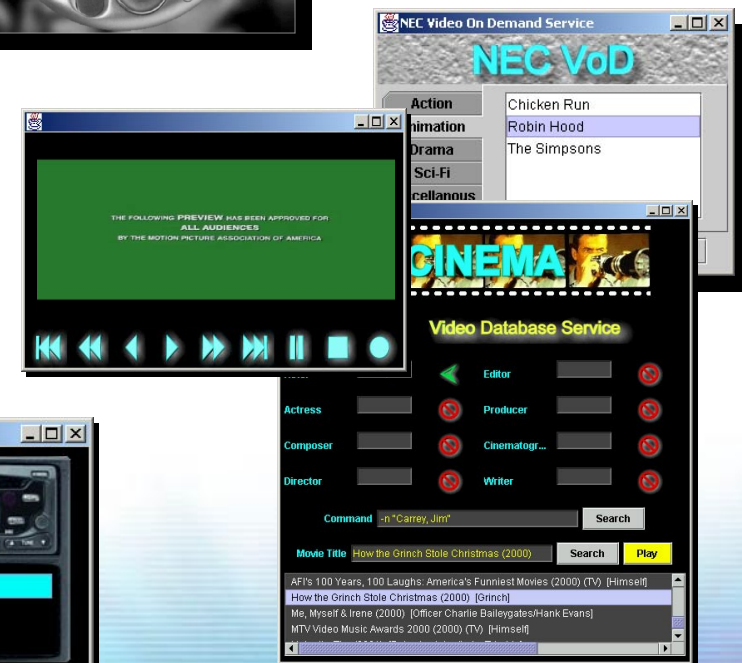 NEC Video On Demand Service
NEC VoD
Action
Animation
Drama
Sci-Fi
Chicken Run
Robin Hood
The Simpsons
THE FOLLOWING PREVIEW HAS BEEN APPROVED FOR
ALL AUDIENCES
BY THE MOTION PICTURE ASSOCIATION OF AMERICA
CINEMA
Video Database Service
Editor
Actress
Producer
Composer
Cinematogr...
Director
Writer
Command -n "Carrey, Jim" Search
Movie Title How the Grinch Stole Christmas (2000) Search Play
AFI's 100 Years, 100 Laughs: America's Funniest Movies (2000) (TV) [Himself]
How the Grinch Stole Christmas (2000) [Grinch]
Me, Myself & Irene (2000) [Officer Charlie Baileygates/Hank Evans]
MTV Video Music Awards 2000 (2000) (TV) [Himself]